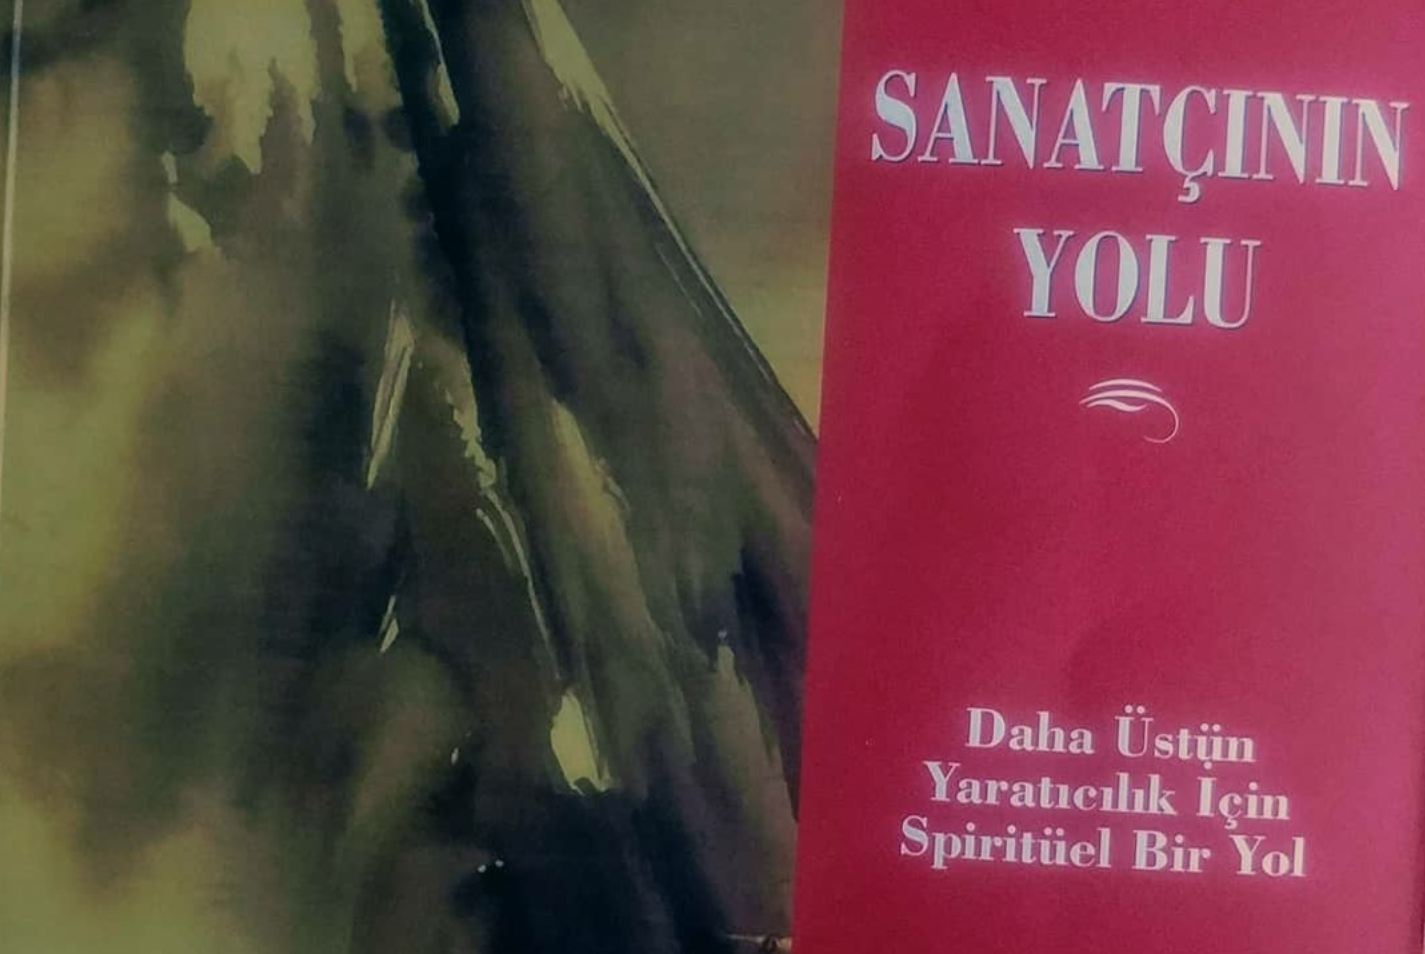 SANATÇININ
YOLU
Daha Üstün
Yaratıcılık İçin
Spiritüel Bir Yol